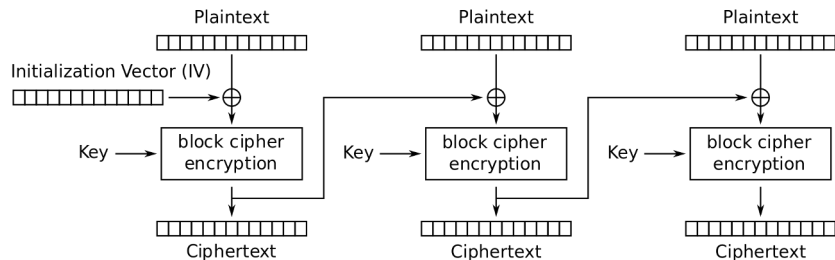 Plaintext
Plaintext
Plaintext
Initialization Vector (IV)
Key
block cipher
encryption
Key
block cipher
encryption
Key
block cipher
encryption
Ciphertext
Ciphertext
Ciphertext